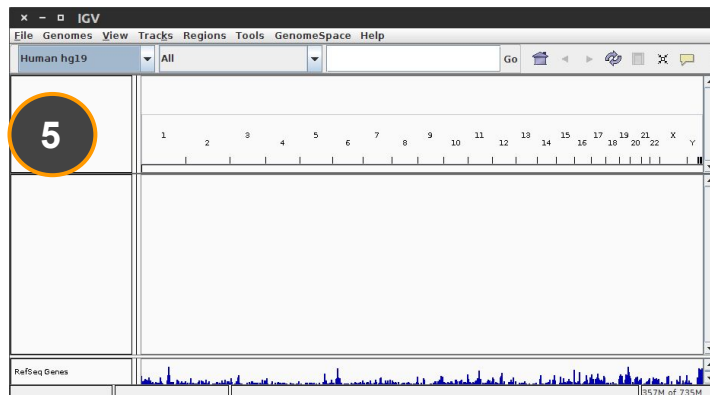 × – □ IGV
File Genomes View Tracks Regions Tools GenomeSpace Help
Human hg19 All Go
5
1 2 3 4 5 6 7 8 9 10 11 12 13 14 15 16 17 18 19 20 21 22 X Y
RefSeq Genes
357M of 735M